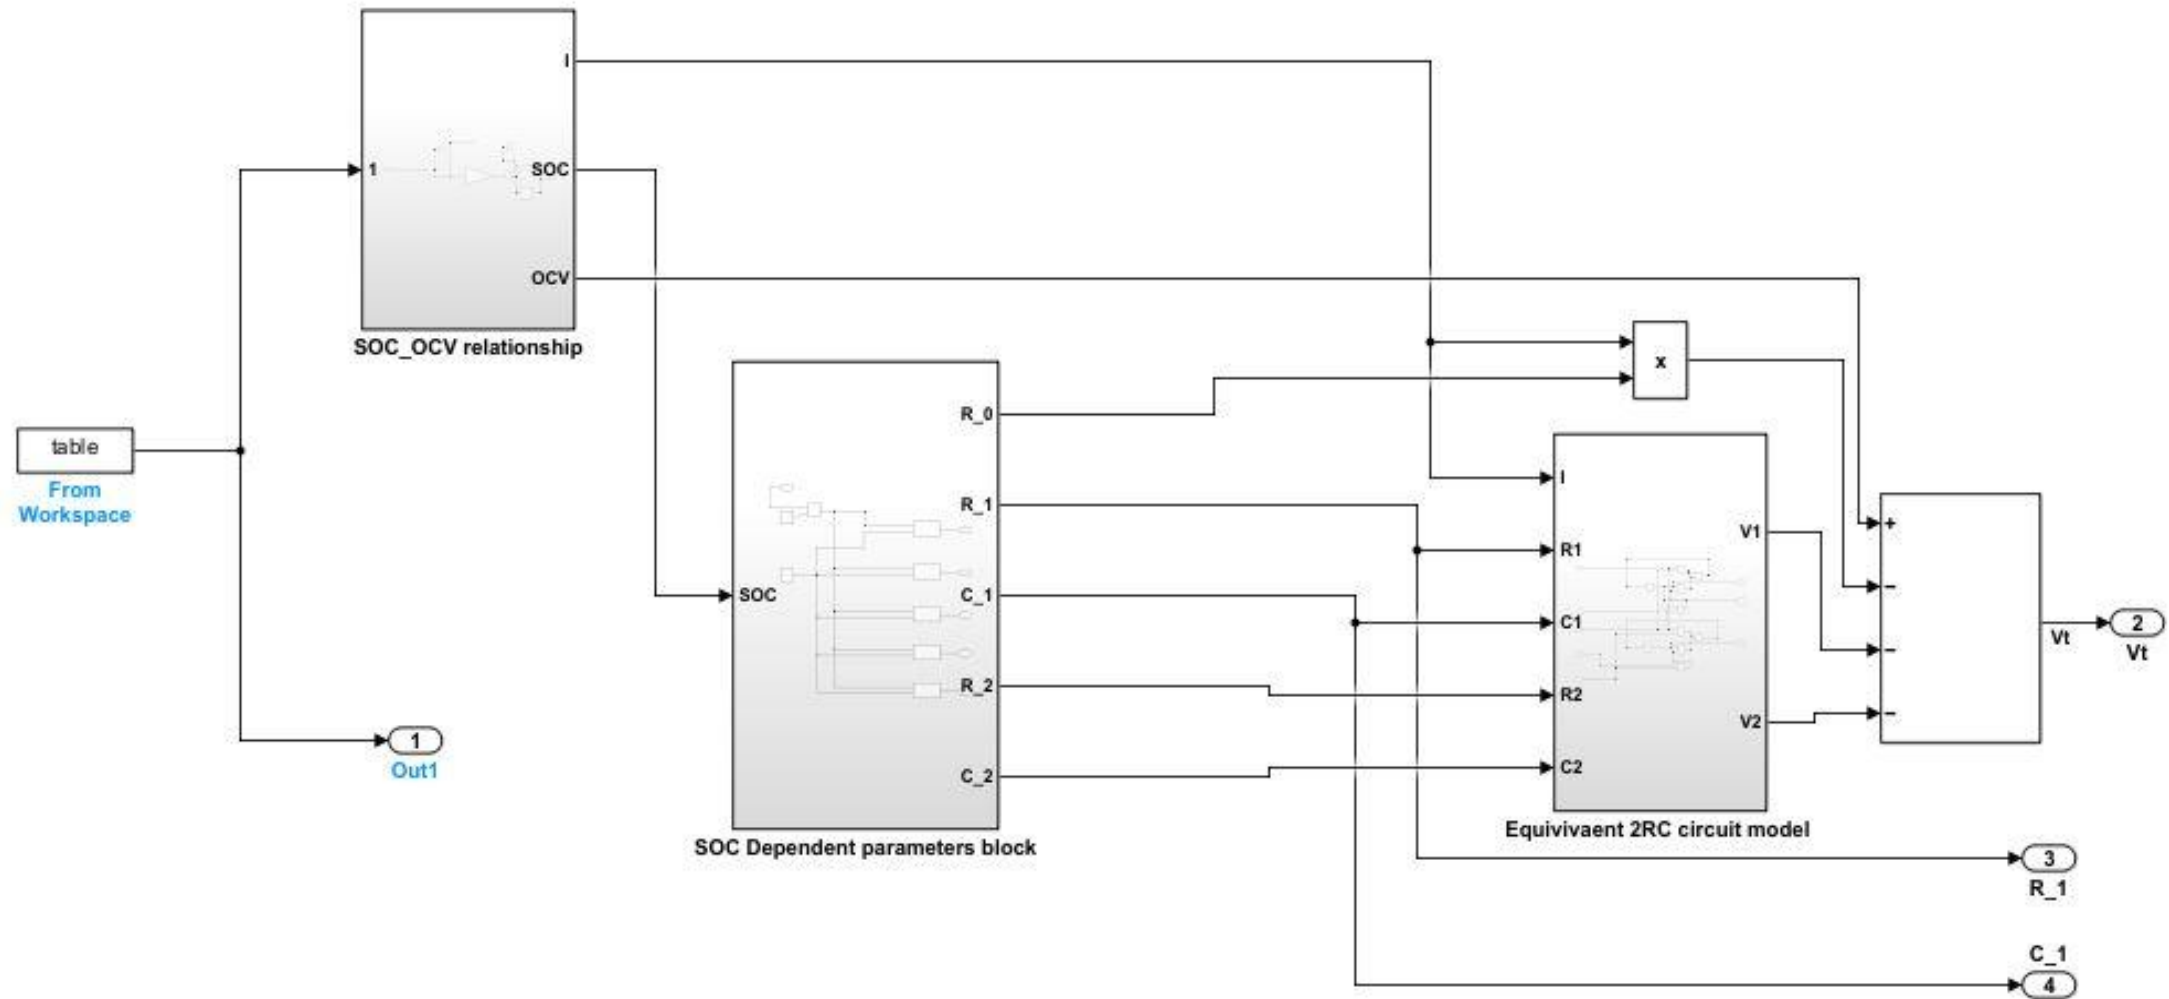 I
1
SOC
OCV
SOC_OCV relationship
table
From
Workspace
1
Out1
SOC
R_0
R_1
C_1
R_2
C_2
SOC Dependent parameters block
x
I
R1
C1
R2
C2
V1
V2
Equivivaent 2RC circuit model
+
-
-
-
Vt
2
Vt
3
R_1
C_1
4